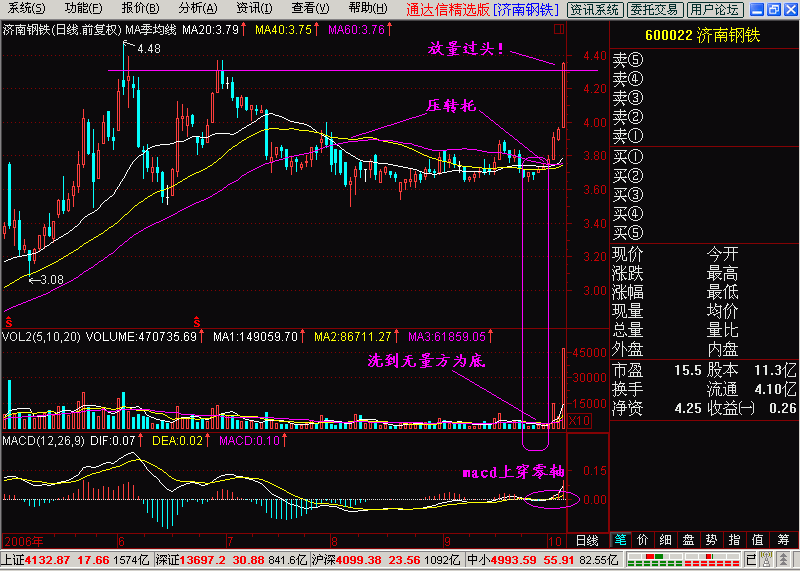 系统(S) 功能(F) 报价(B) 分析(A) 资讯(I) 查看(V) 帮助(H) 通达信精选版 [济南钢铁] 资讯系统 委托交易 用户论坛
济南钢铁(日线.前复权) MA季均线 MA20:3.79 MA40:3.75 MA60:3.76
600022 济南钢铁
4.48
放量过头!
4.40
卖⑤
卖④
4.20
卖③
压转托
卖②
4.00
卖①
3.80
买①
买②
3.60
买③
买④
3.40
买⑤
3.20
现价 今开
涨跌 最高
3.08
3.00
涨幅 最低
现量 均价
S S
总量 量比
VOL2(5,10,20) VOLUME:470735.69 MA1:149059.70 MA2:86711.27 MA3:61859.05
外盘 内盘
45000
洗到无量方为底
市盈 15.5 股本 11.3亿
30000
换手 流通 4.10亿
15000
净资 4.25 收益㈠ 0.26
X10
MACD(12,26,9) DIF:0.07 DEA:0.02 MACD:0.10
macd上穿零轴
0.15
0.00
2006年 6 7 8 9 10 日线
笔 价 细 盘 势 指 值 筹
上证4132.87 17.66 1574亿 深证13697.2 30.88 841.6亿 沪深4099.38 23.56 1092亿 中小4993.59 55.91 82.55亿